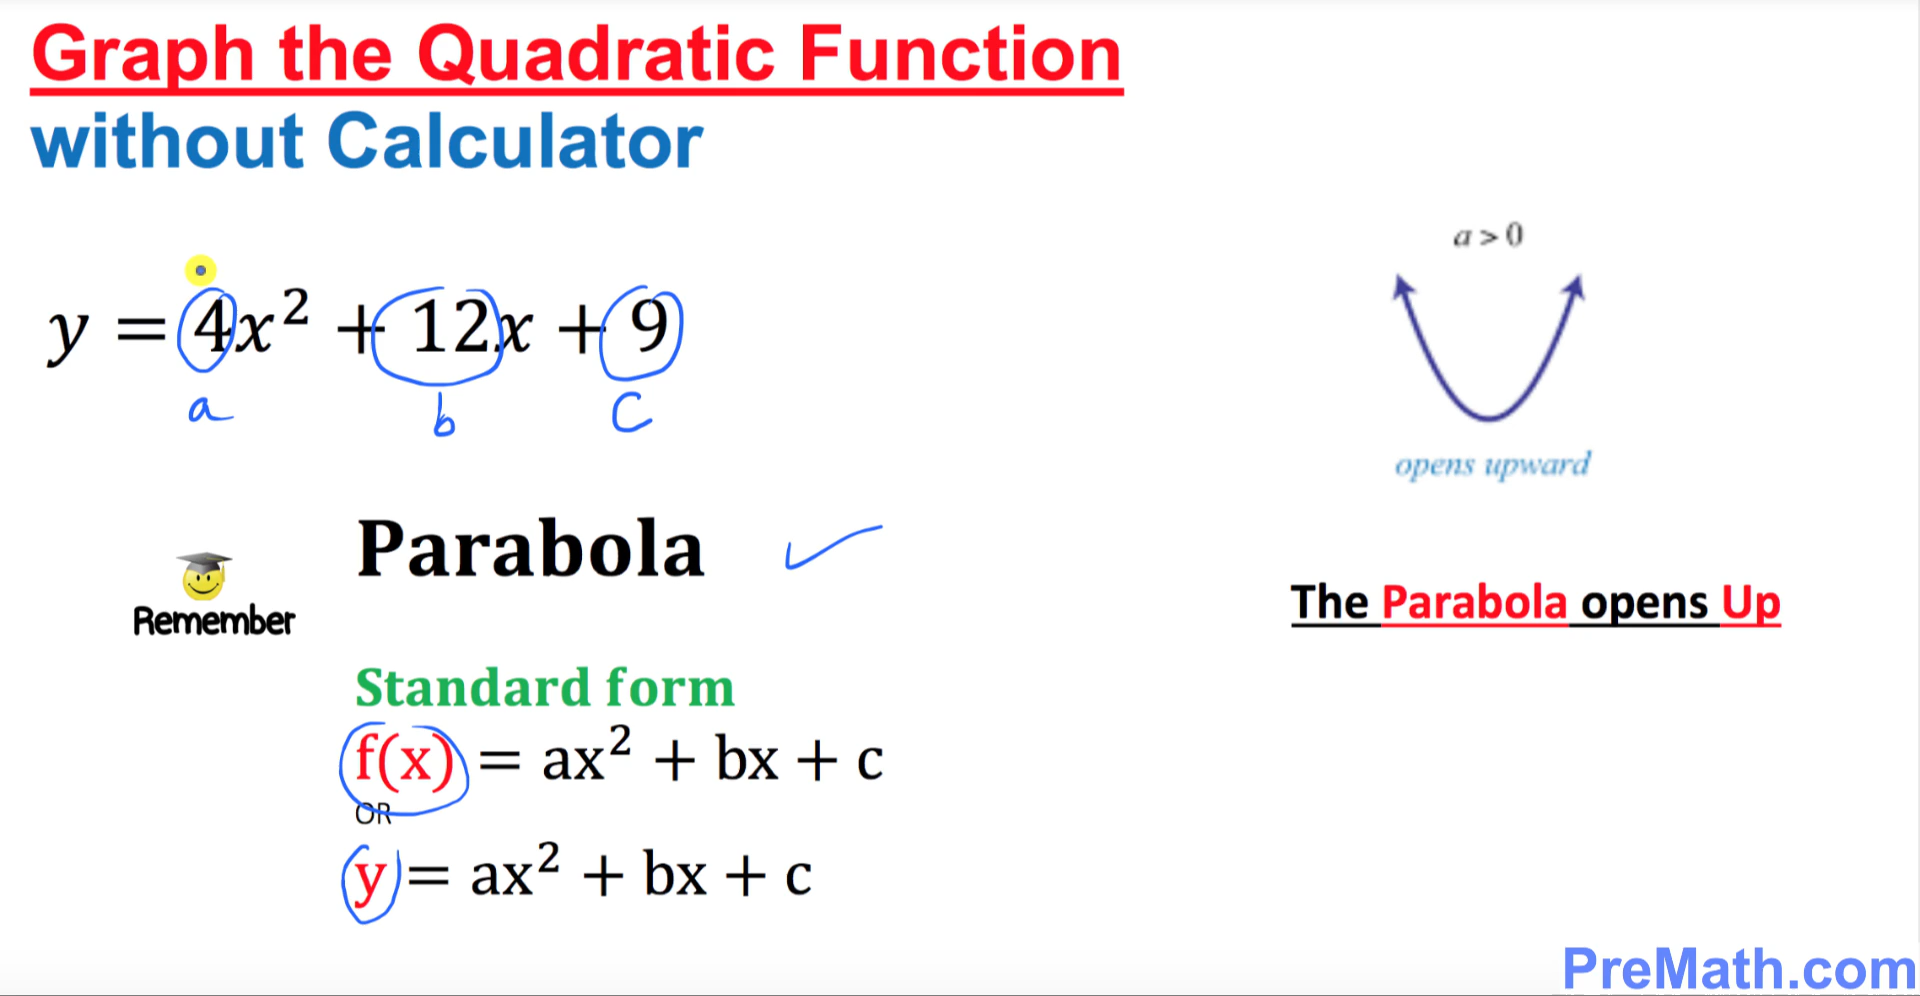 Graph the Quadratic Function
without Calculator
y = 4x² + 12x + 9
a b c
a > 0
opens upward
Parabola
Remember
The Parabola opens Up
Standard form
f(x) = ax² + bx + c
OR
y = ax² + bx + c
PreMath.com